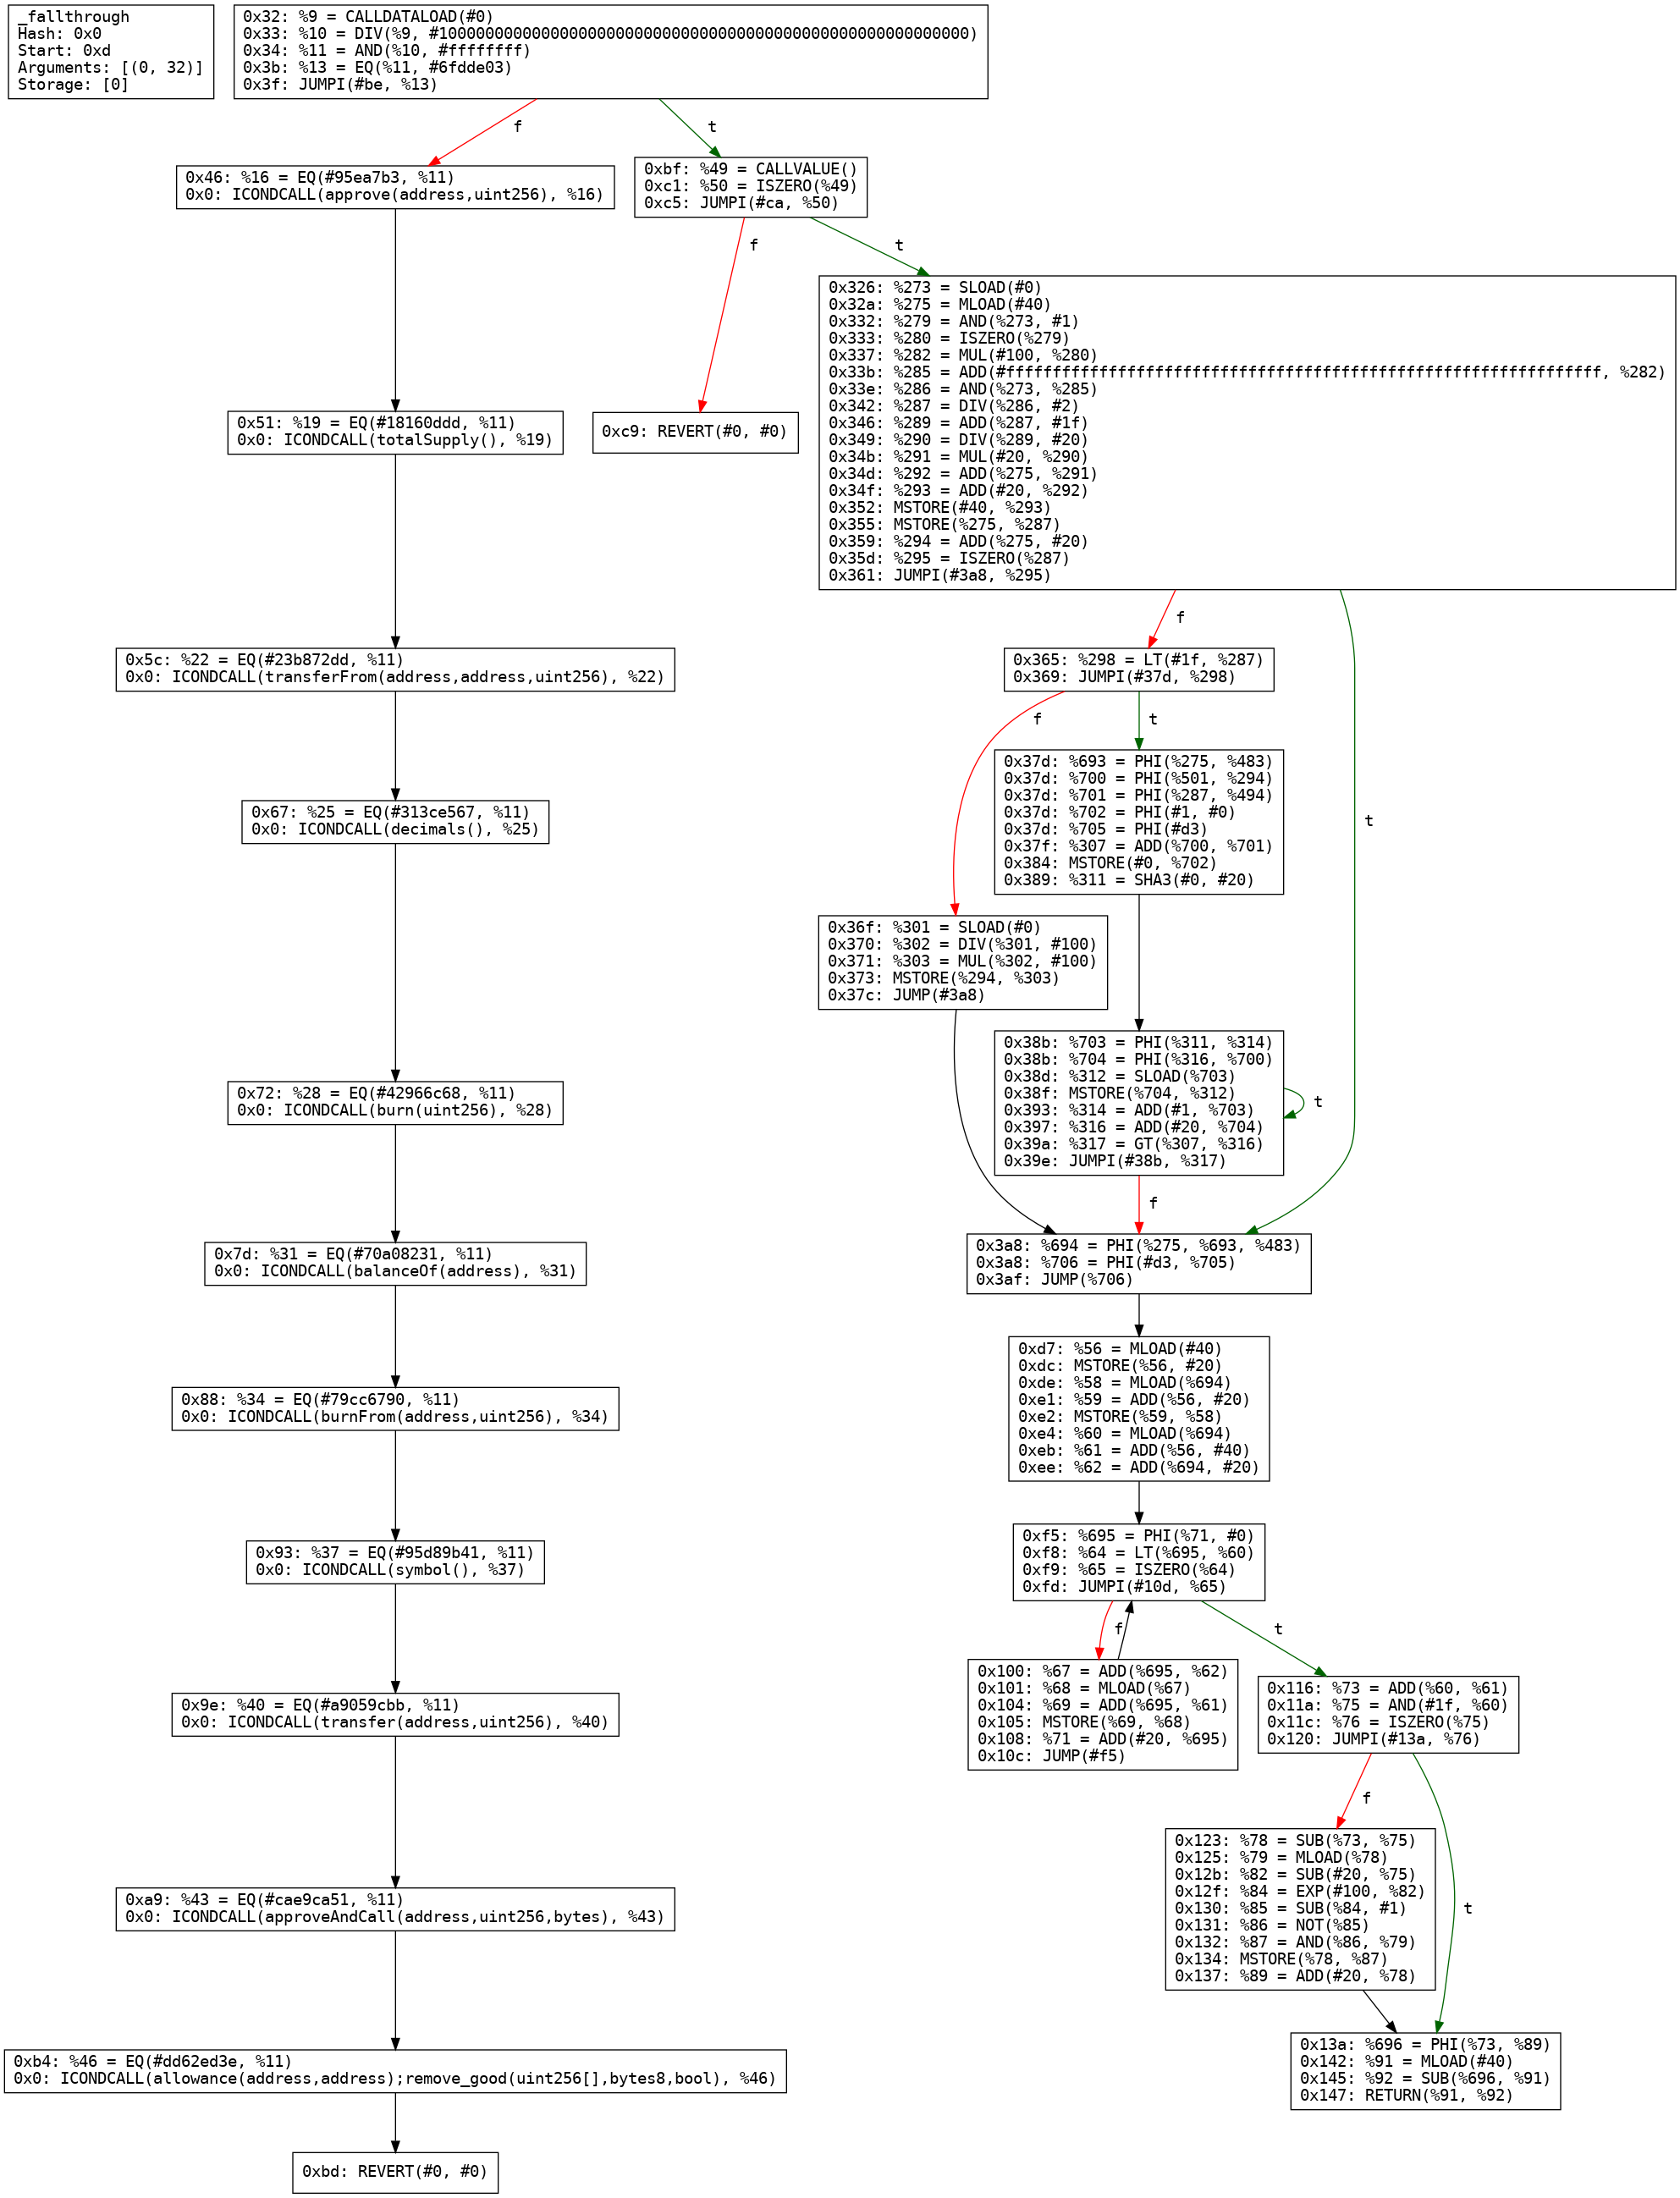 _fallthrough
Hash: 0x0
Start: 0xd
Arguments: [(0, 32)]
Storage: [0]
0x32: %9 = CALLDATALOAD(#0)
0x33: %10 = DIV(%9, #100000000000000000000000000000000000000000000000000000000)
0x34: %11 = AND(%10, #ffffffff)
0x3b: %13 = EQ(%11, #6fdde03)
0x3f: JUMPI(#be, %13)
f
t
0x46: %16 = EQ(#95ea7b3, %11)
0x0: ICONDCALL(approve(address,uint256), %16)
0xbf: %49 = CALLVALUE()
0xc1: %50 = ISZERO(%49)
0xc5: JUMPI(#ca, %50)
f
t
0x326: %273 = SLOAD(#0)
0x32a: %275 = MLOAD(#40)
0x332: %279 = AND(%273, #1)
0x333: %280 = ISZERO(%279)
0x337: %282 = MUL(#100, %280)
0x33b: %285 = ADD(#ffffffffffffffffffffffffffffffffffffffffffffffffffffffffffffffff, %282)
0x33e: %286 = AND(%273, %285)
0x342: %287 = DIV(%286, #2)
0x346: %289 = ADD(%287, #1f)
0x349: %290 = DIV(%289, #20)
0x34b: %291 = MUL(#20, %290)
0x34d: %292 = ADD(%275, %291)
0x34f: %293 = ADD(#20, %292)
0x352: MSTORE(#40, %293)
0x355: MSTORE(%275, %287)
0x359: %294 = ADD(%275, #20)
0x35d: %295 = ISZERO(%287)
0x361: JUMPI(#3a8, %295)
0x51: %19 = EQ(#18160ddd, %11)
0x0: ICONDCALL(totalSupply(), %19)
0xc9: REVERT(#0, #0)
f
t
0x5c: %22 = EQ(#23b872dd, %11)
0x0: ICONDCALL(transferFrom(address,address,uint256), %22)
0x365: %298 = LT(#1f, %287)
0x369: JUMPI(#37d, %298)
f
t
0x67: %25 = EQ(#313ce567, %11)
0x0: ICONDCALL(decimals(), %25)
0x37d: %693 = PHI(%275, %483)
0x37d: %700 = PHI(%501, %294)
0x37d: %701 = PHI(%287, %494)
0x37d: %702 = PHI(#1, #0)
0x37d: %705 = PHI(#d3)
0x37f: %307 = ADD(%700, %701)
0x384: MSTORE(#0, %702)
0x389: %311 = SHA3(#0, #20)
0x36f: %301 = SLOAD(#0)
0x370: %302 = DIV(%301, #100)
0x371: %303 = MUL(%302, #100)
0x373: MSTORE(%294, %303)
0x37c: JUMP(#3a8)
0x72: %28 = EQ(#42966c68, %11)
0x0: ICONDCALL(burn(uint256), %28)
0x38b: %703 = PHI(%311, %314)
0x38b: %704 = PHI(%316, %700)
0x38d: %312 = SLOAD(%703)
0x38f: MSTORE(%704, %312)
0x393: %314 = ADD(#1, %703)
0x397: %316 = ADD(#20, %704)
0x39a: %317 = GT(%307, %316)
0x39e: JUMPI(#38b, %317)
t
f
0x7d: %31 = EQ(#70a08231, %11)
0x0: ICONDCALL(balanceOf(address), %31)
0x3a8: %694 = PHI(%275, %693, %483)
0x3a8: %706 = PHI(#d3, %705)
0x3af: JUMP(%706)
0x88: %34 = EQ(#79cc6790, %11)
0x0: ICONDCALL(burnFrom(address,uint256), %34)
0xd7: %56 = MLOAD(#40)
0xdc: MSTORE(%56, #20)
0xde: %58 = MLOAD(%694)
0xe1: %59 = ADD(%56, #20)
0xe2: MSTORE(%59, %58)
0xe4: %60 = MLOAD(%694)
0xeb: %61 = ADD(%56, #40)
0xee: %62 = ADD(%694, #20)
0x93: %37 = EQ(#95d89b41, %11)
0x0: ICONDCALL(symbol(), %37)
0xf5: %695 = PHI(%71, #0)
0xf8: %64 = LT(%695, %60)
0xf9: %65 = ISZERO(%64)
0xfd: JUMPI(#10d, %65)
f
t
0x9e: %40 = EQ(#a9059cbb, %11)
0x0: ICONDCALL(transfer(address,uint256), %40)
0x100: %67 = ADD(%695, %62)
0x101: %68 = MLOAD(%67)
0x104: %69 = ADD(%695, %61)
0x105: MSTORE(%69, %68)
0x108: %71 = ADD(#20, %695)
0x10c: JUMP(#f5)
0x116: %73 = ADD(%60, %61)
0x11a: %75 = AND(#1f, %60)
0x11c: %76 = ISZERO(%75)
0x120: JUMPI(#13a, %76)
f
t
0xa9: %43 = EQ(#cae9ca51, %11)
0x0: ICONDCALL(approveAndCall(address,uint256,bytes), %43)
0x123: %78 = SUB(%73, %75)
0x125: %79 = MLOAD(%78)
0x12b: %82 = SUB(#20, %75)
0x12f: %84 = EXP(#100, %82)
0x130: %85 = SUB(%84, #1)
0x131: %86 = NOT(%85)
0x132: %87 = AND(%86, %79)
0x134: MSTORE(%78, %87)
0x137: %89 = ADD(#20, %78)
0xb4: %46 = EQ(#dd62ed3e, %11)
0x0: ICONDCALL(allowance(address,address);remove_good(uint256[],bytes8,bool), %46)
0x13a: %696 = PHI(%73, %89)
0x142: %91 = MLOAD(#40)
0x145: %92 = SUB(%696, %91)
0x147: RETURN(%91, %92)
0xbd: REVERT(#0, #0)